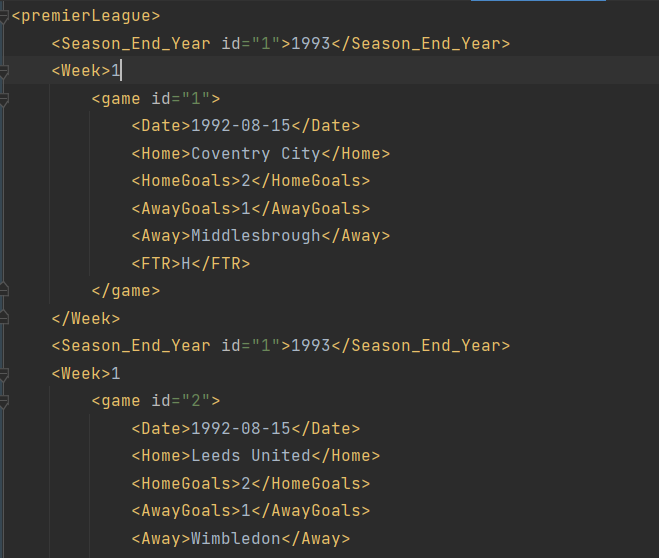 <premierLeague>
<Season_End_Year id="1">1993</Season_End_Year>
<Week>1
<game id="1">
<Date>1992-08-15</Date>
<Home>Coventry City</Home>
<HomeGoals>2</HomeGoals>
<AwayGoals>1</AwayGoals>
<Away>Middlesbrough</Away>
<FTR>H</FTR>
</game>
</Week>
<Season_End_Year id="1">1993</Season_End_Year>
<Week>1
<game id="2">
<Date>1992-08-15</Date>
<Home>Leeds United</Home>
<HomeGoals>2</HomeGoals>
<AwayGoals>1</AwayGoals>
<Away>Wimbledon</Away>